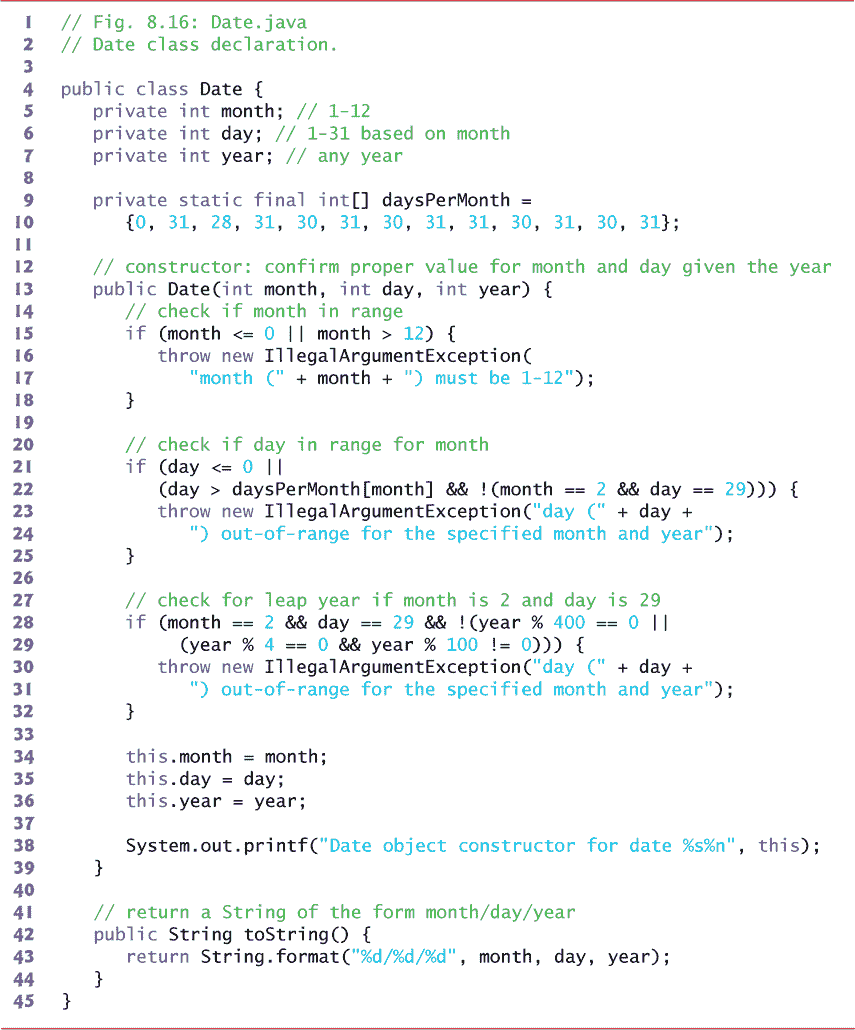 1 // Fig. 8.16: Date.java
2 // Date class declaration.
3
4 public class Date {
5    private int month; // 1-12
6    private int day; // 1-31 based on month
7    private int year; // any year
8
9    private static final int[] daysPerMonth =
10      {0, 31, 28, 31, 30, 31, 30, 31, 31, 30, 31, 30, 31};
11
12   // constructor: confirm proper value for month and day given the year
13   public Date(int month, int day, int year) {
14      // check if month in range
15      if (month <= 0 || month > 12) {
16         throw new IllegalArgumentException(
17            "month (" + month + ") must be 1-12");
18      }
19
20      // check if day in range for month
21      if (day <= 0 ||
22         (day > daysPerMonth[month] && !(month == 2 && day == 29))) {
23         throw new IllegalArgumentException("day (" + day +
24            ") out-of-range for the specified month and year");
25      }
26
27      // check for leap year if month is 2 and day is 29
28      if (month == 2 && day == 29 && !(year % 400 == 0 ||
29           (year % 4 == 0 && year % 100 != 0))) {
30         throw new IllegalArgumentException("day (" + day +
31            ") out-of-range for the specified month and year");
32      }
33
34      this.month = month;
35      this.day = day;
36      this.year = year;
37
38      System.out.printf("Date object constructor for date %s%n", this);
39   }
40
41   // return a String of the form month/day/year
42   public String toString() {
43      return String.format("%d/%d/%d", month, day, year);
44   }
45 }